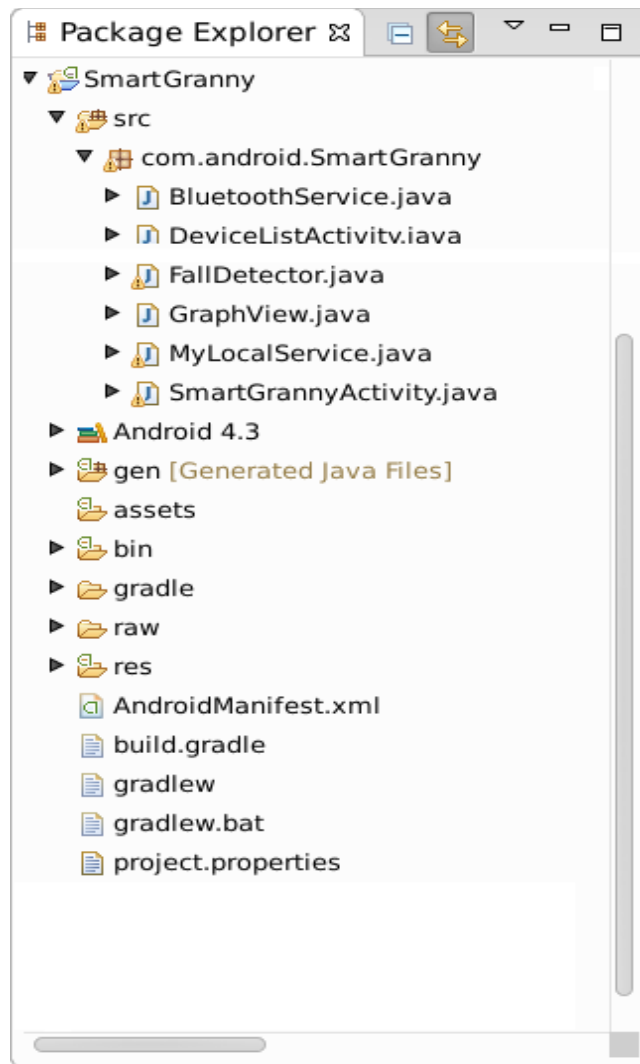 Package Explorer
SmartGranny
src
com.android.SmartGranny
BluetoothService.java
DeviceListActivity.java
FallDetector.java
GraphView.java
MyLocalService.java
SmartGrannyActivity.java
Android 4.3
gen [Generated Java Files]
assets
bin
gradle
raw
res
AndroidManifest.xml
build.gradle
gradlew
gradlew.bat
project.properties